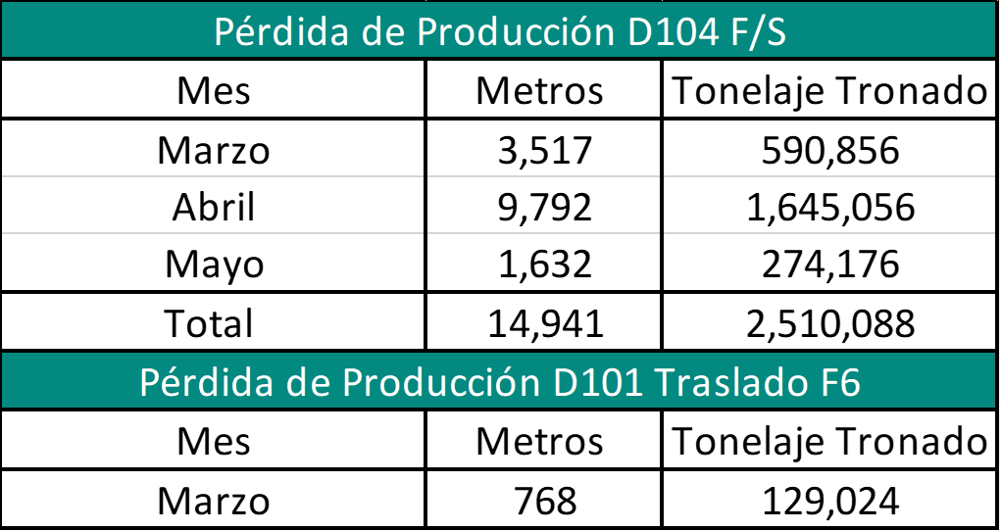 Pérdida de Producción D104 F/S
Mes Metros Tonelaje Tronado
Marzo 3,517 590,856
Abril 9,792 1,645,056
Mayo 1,632 274,176
Total 14,941 2,510,088
Pérdida de Producción D101 Traslado F6
Mes Metros Tonelaje Tronado
Marzo 768 129,024